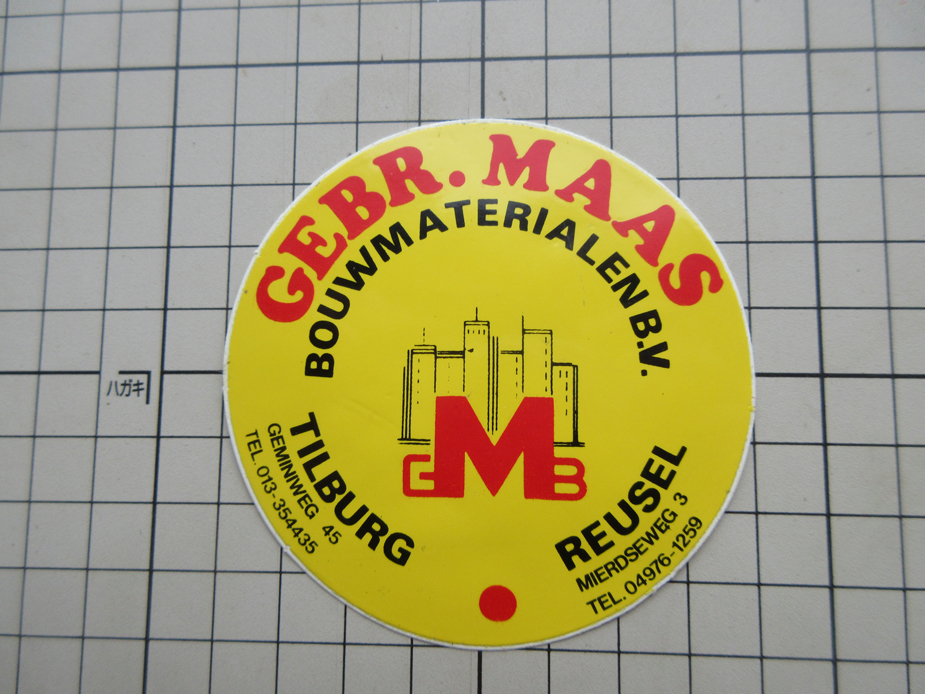 GEBR. MAAS
BOUWMATERIALEN B.V.
GMB
TILBURG
GEMINIWEG 45
TEL. 013-354435
REUSEL
MIERDSEWEG 3
TEL. 04976-1259
ハガキ